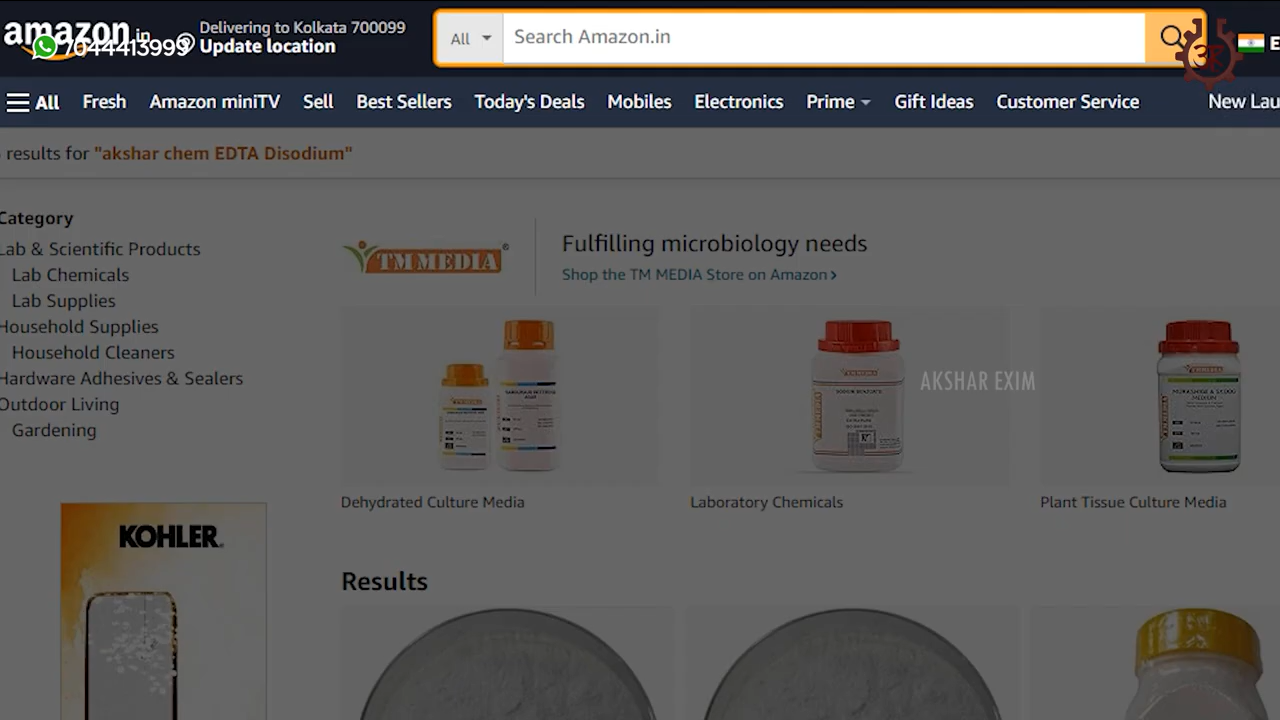 amazon.in
7044413999
Delivering to Kolkata 700099
Update location
All
Search Amazon.in
All Fresh Amazon miniTV Sell Best Sellers Today's Deals Mobiles Electronics Prime Gift Ideas Customer Service New Lau
results for "akshar chem EDTA Disodium"
Category
Lab & Scientific Products
Lab Chemicals
Lab Supplies
Household Supplies
Household Cleaners
Hardware Adhesives & Sealers
Outdoor Living
Gardening
TM MEDIA
Fulfilling microbiology needs
Shop the TM MEDIA Store on Amazon
AKSHAR EXIM
Dehydrated Culture Media
Laboratory Chemicals
Plant Tissue Culture Media
KOHLER
Results